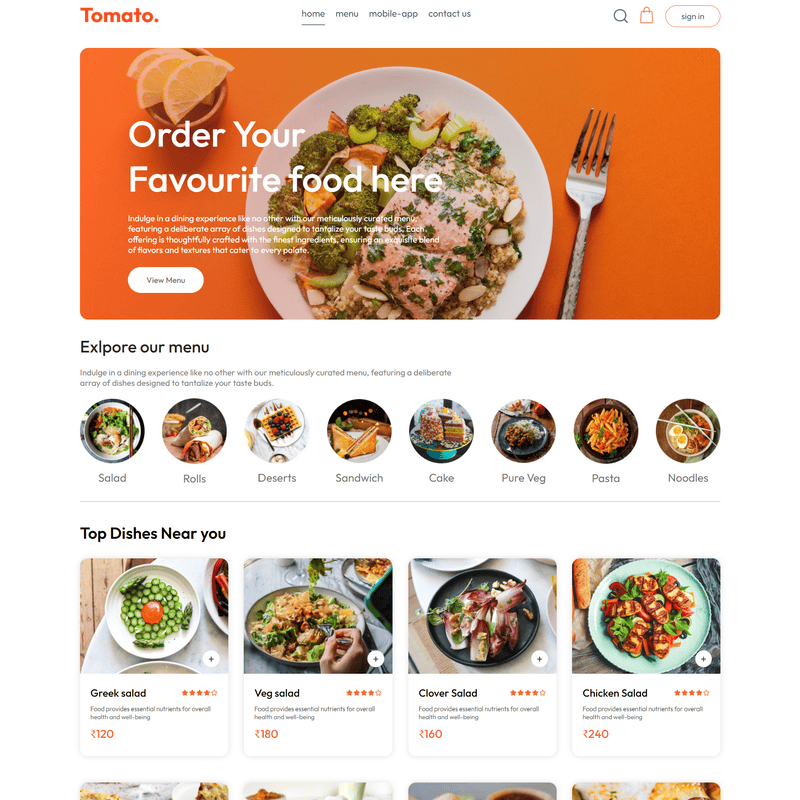 Tomato.
home menu mobile-app contact us
sign in
Order Your
Favourite food here
Indulge in a dining experience like no other with our meticulously curated menu,
featuring a deliberate array of dishes designed to tantalize your taste buds. Each
offering is thoughtfully crafted with the finest ingredients, ensuring an exquisite blend
of flavors and textures that cater to every palate.
View Menu
Exlpore our menu
Indulge in a dining experience like no other with our meticulously curated menu, featuring a deliberate
array of dishes designed to tantalize your taste buds.
Salad Rolls Deserts Sandwich Cake Pure Veg Pasta Noodles
Top Dishes Near you
Greek salad
Food provides essential nutrients for overall
health and well-being
₹120
Veg salad
Food provides essential nutrients for overall
health and well-being
₹180
Clover Salad
Food provides essential nutrients for overall
health and well-being
₹160
Chicken Salad
Food provides essential nutrients for overall
health and well-being
₹240